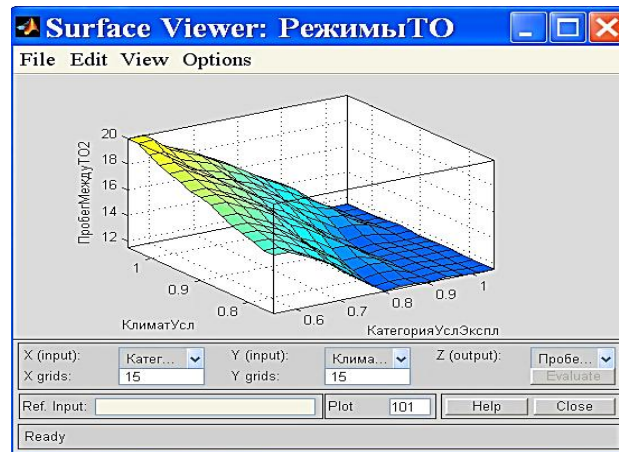 Surface Viewer: РежимыТО
File Edit View Options
ПробегМеждуТО2
20
18
16
14
12
1
0.9
0.8
КлиматУсл
0.6
0.7
0.8
0.9
1
КатегорияУслЭкспл
X (input): Катег... Y (input): Клима... Z (output): Пробе...
X grids: 15 Y grids: 15 Evaluate
Ref. Input: Plot 101 Help Close
Ready